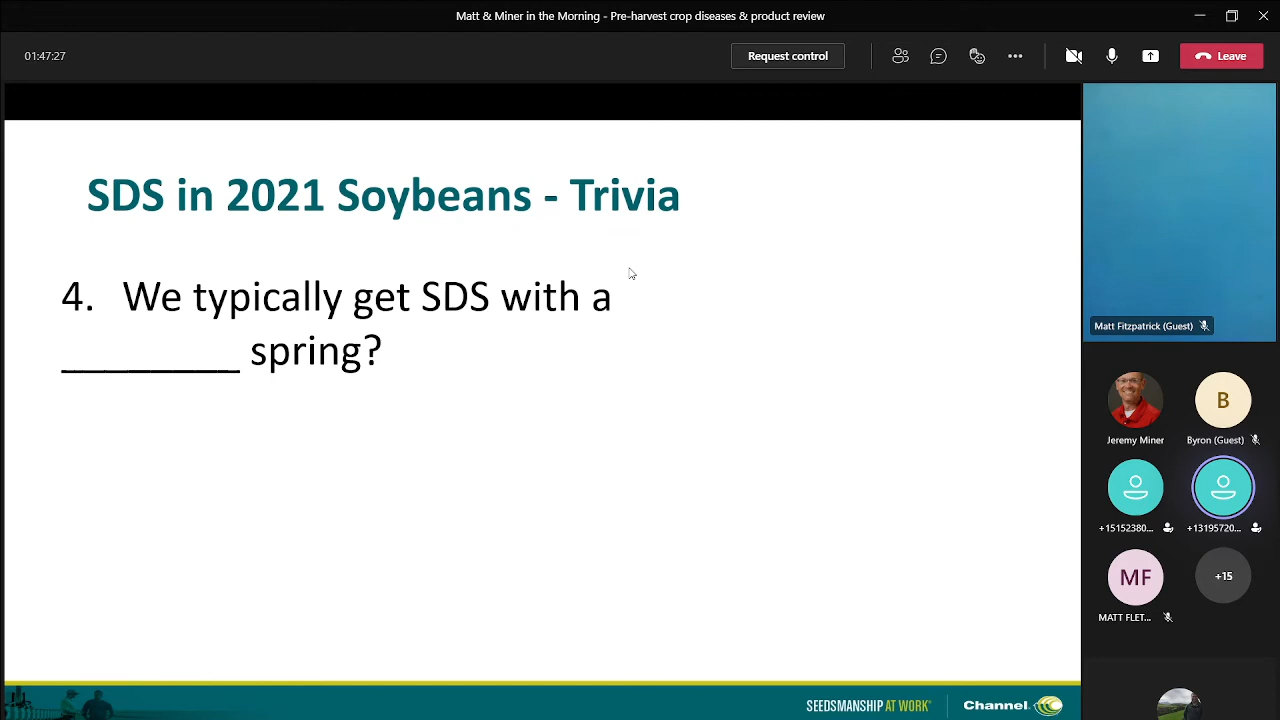 Matt & Miner in the Morning - Pre-harvest crop diseases & product review
01:47:27
Request control
Leave
SDS in 2021 Soybeans - Trivia
4. We typically get SDS with a
________ spring?
Matt Fitzpatrick (Guest)
Jeremy Miner
B
Byron (Guest)
+15152380...
+13195720...
MF
MATT FLET...
+15
SEEDSMANSHIP AT WORK®
Channel.